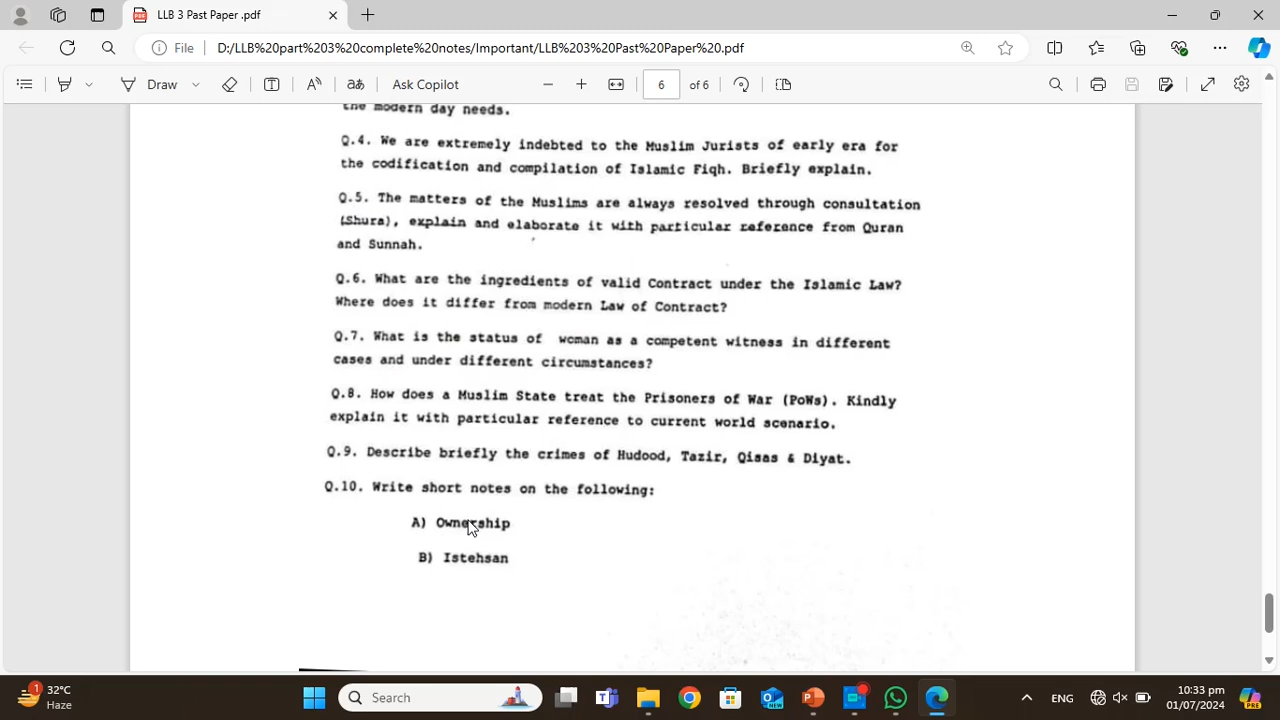 LLB 3 Past Paper .pdf
File
D:/LLB%20part%203%20complete%20notes/Important/LLB%203%20Past%20Paper%20.pdf
Draw
Ask Copilot
6
of 6
the modern day needs.
Q.4. We are extremely indebted to the Muslim Jurists of early era for
the codification and compilation of Islamic Fiqh. Briefly explain.
Q.5. The matters of the Muslims are always resolved through consultation
(Shura), explain and elaborate it with particular reference from Quran
and Sunnah.
Q.6. What are the ingredients of valid Contract under the Islamic Law?
Where does it differ from modern Law of Contract?
Q.7. What is the status of woman as a competent witness in different
cases and under different circumstances?
Q.8. How does a Muslim State treat the Prisoners of War (PoWs). Kindly
explain it with particular reference to current world scenario.
Q.9. Describe briefly the crimes of Hudood, Tazir, Qisas & Diyat.
Q.10. Write short notes on the following:
A) Ownership
B) Istehsan
1
32°C
Haze
Search
NEW
ENG
10:33 pm
01/07/2024
PRE